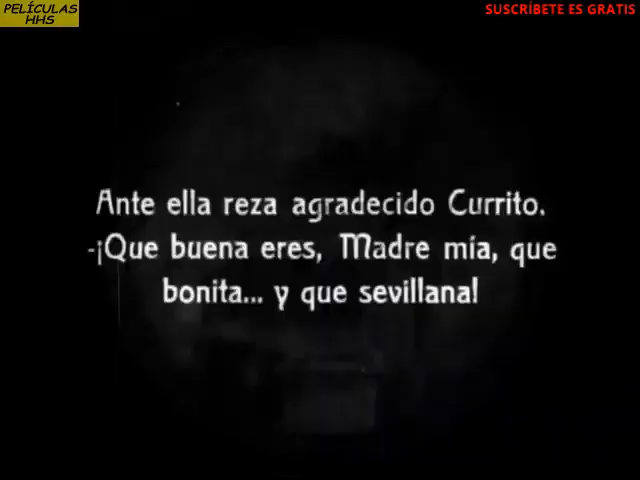 PELÍCULAS
HHS
SUSCRÍBETE ES GRATIS
Ante ella reza agradecido Currito.
-¡Que buena eres, Madre mía, que
bonita... y que sevillana!